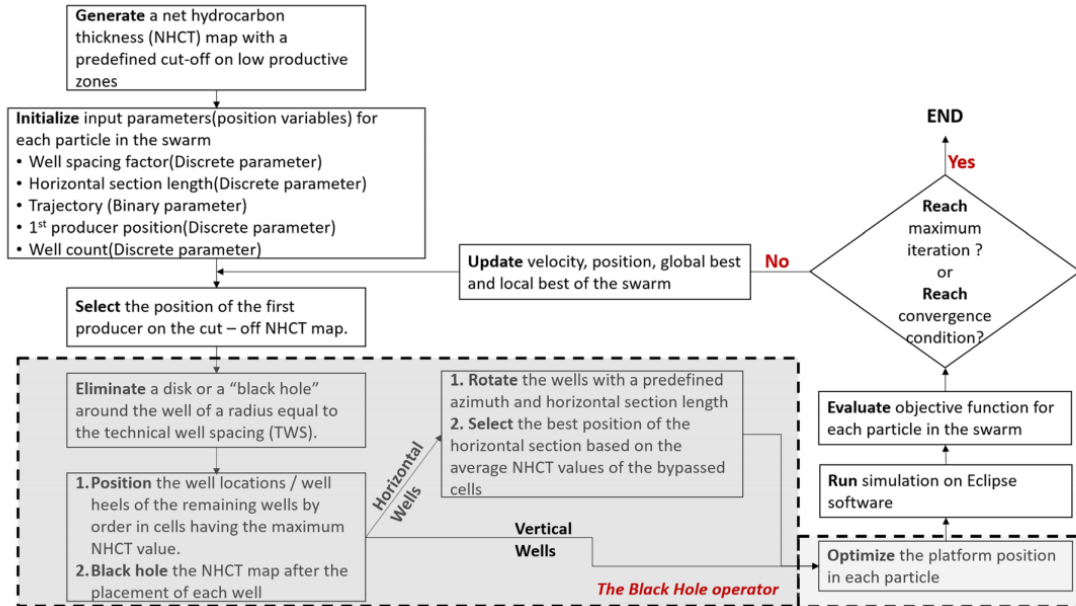 Generate a net hydrocarbon
thickness (NHCT) map with a
predefined cut-off on low productive
zones
Initialize input parameters(position variables) for
each particle in the swarm
• Well spacing factor(Discrete parameter)
• Horizontal section length(Discrete parameter)
• Trajectory (Binary parameter)
• 1st producer position(Discrete parameter)
• Well count(Discrete parameter)
Select the position of the first
producer on the cut – off NHCT map.
Eliminate a disk or a “black hole”
around the well of a radius equal to
the technical well spacing (TWS).
1. Position the well locations / well
heels of the remaining wells by
order in cells having the maximum
NHCT value.
2. Black hole the NHCT map after the
placement of each well
Horizontal
Wells
1. Rotate the wells with a predefined
azimuth and horizontal section length
2. Select the best position of the
horizontal section based on the
average NHCT values of the bypassed
cells
Vertical
Wells
The Black Hole operator
Optimize the platform position
in each particle
Run simulation on Eclipse
software
Evaluate objective function for
each particle in the swarm
Reach
maximum
iteration ?
or
Reach
convergence
condition?
Yes
END
No
Update velocity, position, global best
and local best of the swarm